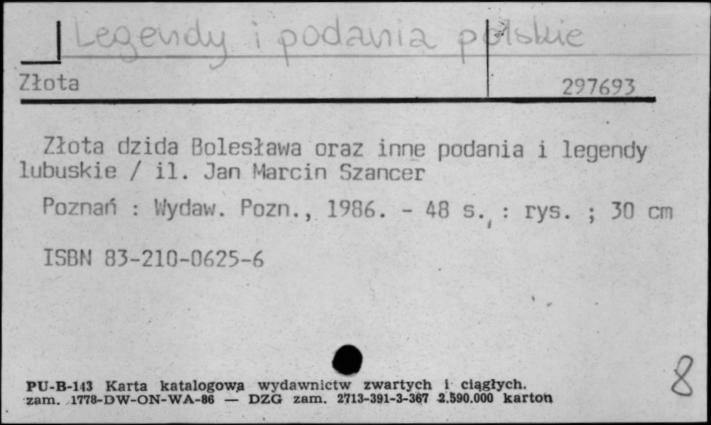 Legendy i podania polskie
Złota 297693
Złota dzida Bolesława oraz inne podania i legendy
lubuskie / il. Jan Marcin Szancer
Poznań : Wydaw. Pozn., 1986. - 48 s. : rys. ; 30 cm
ISBN 83-210-0625-6
8
PU-B-143 Karta katalogowa wydawnictw zwartych i ciągłych.
zam. 1778-DW-ON-WA-86 — DZG zam. 2713-391-3-367 2.590.000 karton